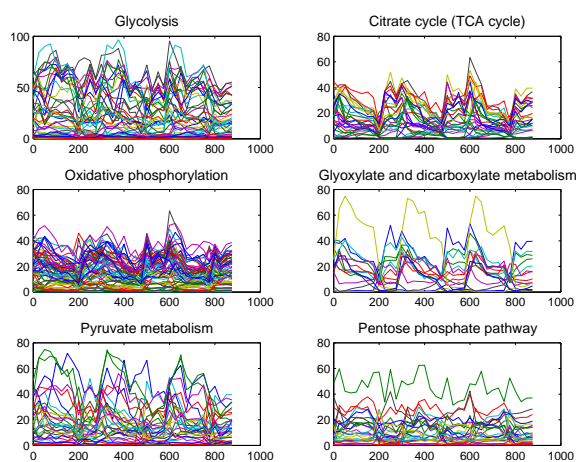 Glycolysis
100
50
0
0 200 400 600 800 1000
Citrate cycle (TCA cycle)
80
60
40
20
0
0 200 400 600 800 1000
Oxidative phosphorylation
80
60
40
20
0
0 200 400 600 800 1000
Glyoxylate and dicarboxylate metabolism
80
60
40
20
0
0 200 400 600 800 1000
Pyruvate metabolism
80
60
40
20
0
0 200 400 600 800 1000
Pentose phosphate pathway
80
60
40
20
0
0 200 400 600 800 1000